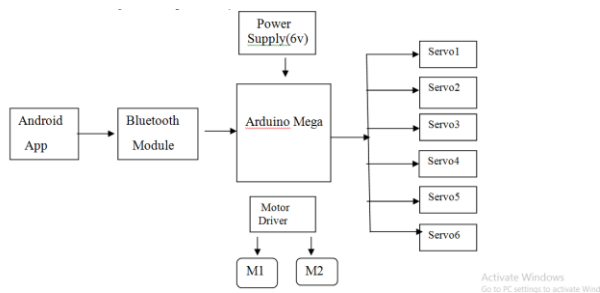 Power
Supply(6v)
Servo1
Servo2
Android
App
Bluetooth
Module
Arduino Mega
Servo3
Servo4
Servo5
Motor
Driver
Servo6
M1
M2
Activate Windows
Go to PC settings to activate Wind